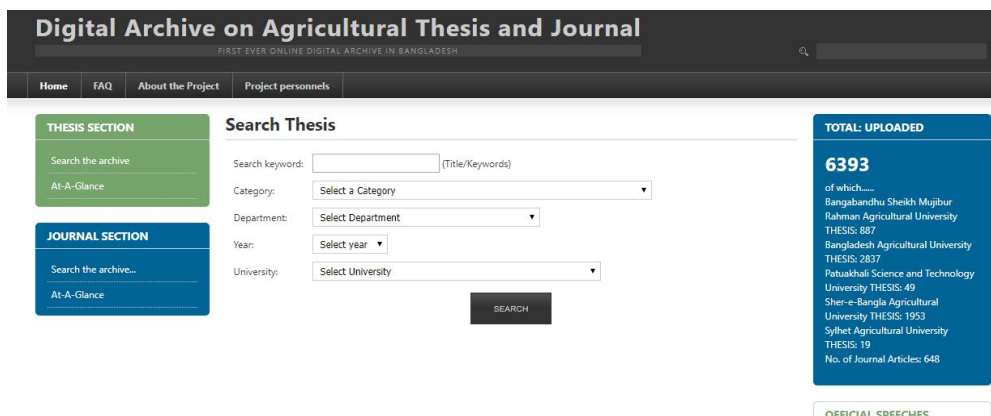 Digital Archive on Agricultural Thesis and Journal
FIRST EVER ONLINE DIGITAL ARCHIVE IN BANGLADESH
Home
FAQ
About the Project
Project personnels
THESIS SECTION
Search the archive
At-A-Glance
JOURNAL SECTION
Search the archive...
At-A-Glance
Search Thesis
Search keyword: (Title/Keywords)
Category: Select a Category
Department: Select Department
Year: Select year
University: Select University
SEARCH
TOTAL: UPLOADED
6393
of which......
Bangabandhu Sheikh Mujibur
Rahman Agricultural University
THESIS: 887
Bangladesh Agricultural University
THESIS: 2837
Patuakhali Science and Technology
University THESIS: 49
Sher-e-Bangla Agricultural
University THESIS: 1953
Sylhet Agricultural University
THESIS: 19
No. of Journal Articles: 648
OFFICIAL SPEECHES